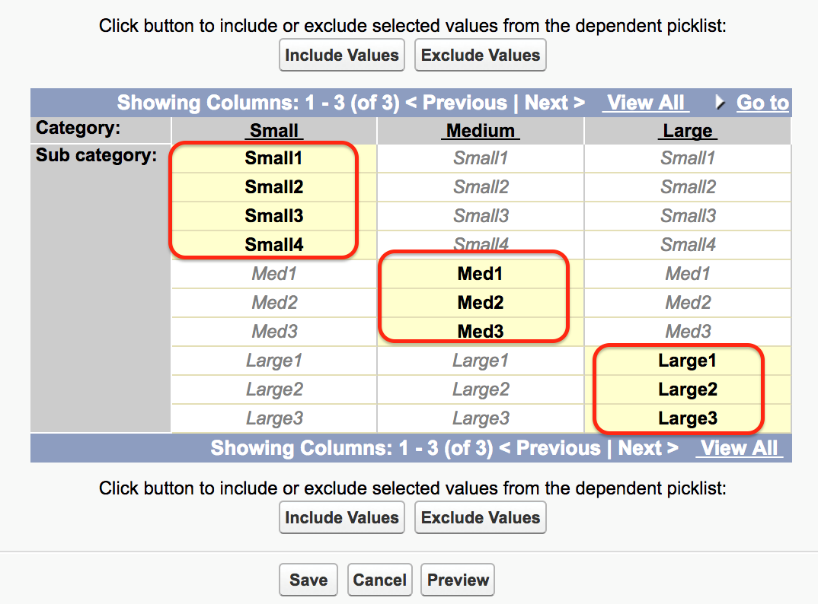 Click button to include or exclude selected values from the dependent picklist:
Include Values Exclude Values
Showing Columns: 1 - 3 (of 3) < Previous | Next > View All Go to
Category: Small Medium Large
Sub category: Small1 Small1 Small1
Small2 Small2 Small2
Small3 Small3 Small3
Small4 Small4 Small4
Med1 Med1 Med1
Med2 Med2 Med2
Med3 Med3 Med3
Large1 Large1 Large1
Large2 Large2 Large2
Large3 Large3 Large3
Showing Columns: 1 - 3 (of 3) < Previous | Next > View All
Click button to include or exclude selected values from the dependent picklist:
Include Values Exclude Values
Save Cancel Preview